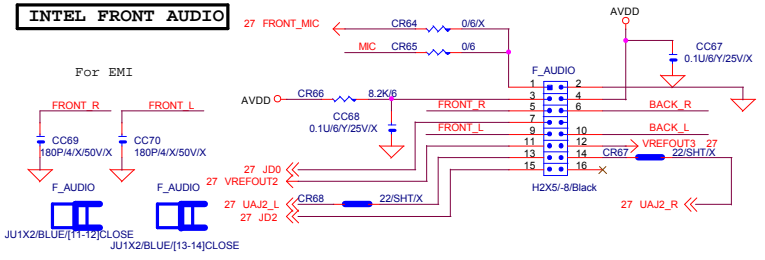 INTEL FRONT AUDIO
27 FRONT_MIC CR64 0/6/X
MIC CR65 0/6
AVDD
CC67
0.1U/6/Y/25V/X
For EMI
F_AUDIO
AVDD CR66 8.2K/6
CC68
0.1U/6/Y/25V/X
1 2
3 4
5 6
7
9 10
11 12
13 14
15 16
FRONT_R BACK_R
FRONT_L BACK_L
VREFOUT3 27
CR67 22/SHT/X
H2X5/-8/Black
FRONT_R FRONT_L
CC69
180P/4/X/50V/X
CC70
180P/4/X/50V/X
27 JD0
27 VREFOUT2
27 UAJ2_L CR68 22/SHT/X
27 JD2
27 UAJ2_R
F_AUDIO F_AUDIO
JU1X2/BLUE/[11-12]CLOSE
JU1X2/BLUE/[13-14]CLOSE